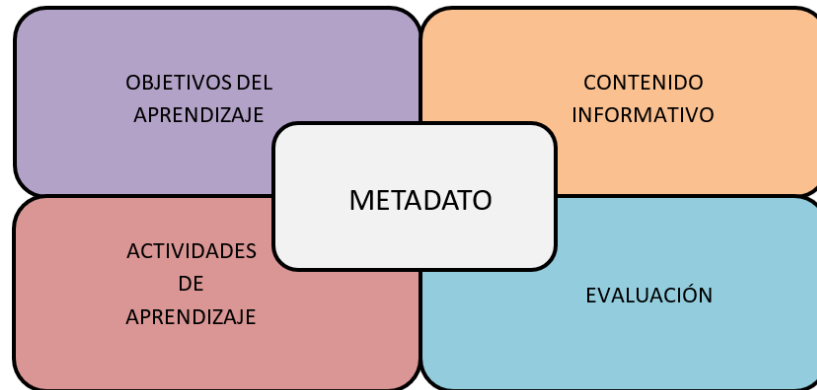 OBJETIVOS DEL
APRENDIZAJE
CONTENIDO
INFORMATIVO
METADATO
ACTIVIDADES
DE
APRENDIZAJE
EVALUACIÓN